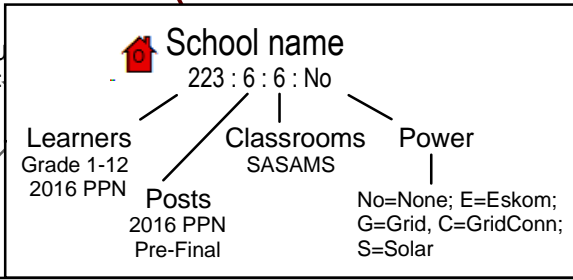 School name
223 : 6 : 6 : No
Learners
Grade 1-12
2016 PPN
Posts
2016 PPN
Pre-Final
Classrooms
SASAMS
Power
No=None; E=Eskom;
G=Grid, C=GridConn;
S=Solar